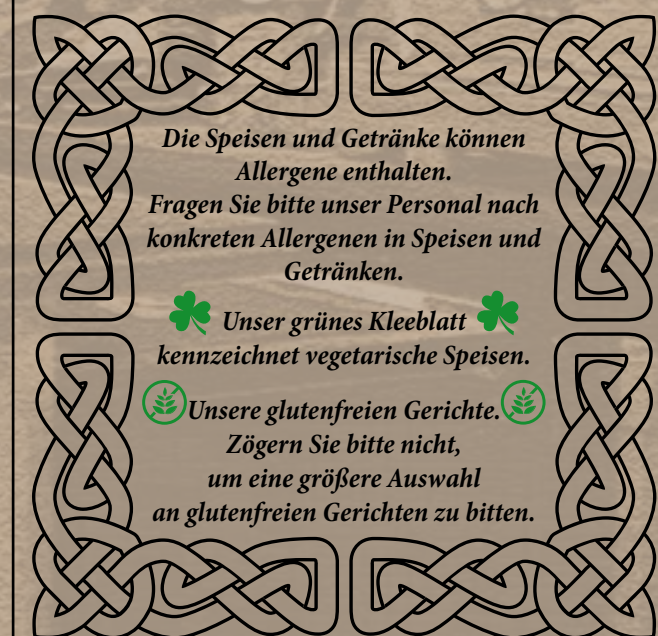 Die Speisen und Getränke können
Allergene enthalten.
Fragen Sie bitte unser Personal nach
konkreten Allergenen in Speisen und
Getränken.
Unser grünes Kleeblatt
kennzeichnet vegetarische Speisen.
Unsere glutenfreien Gerichte.
Zögern Sie bitte nicht,
um eine größere Auswahl
an glutenfreien Gerichten zu bitten.